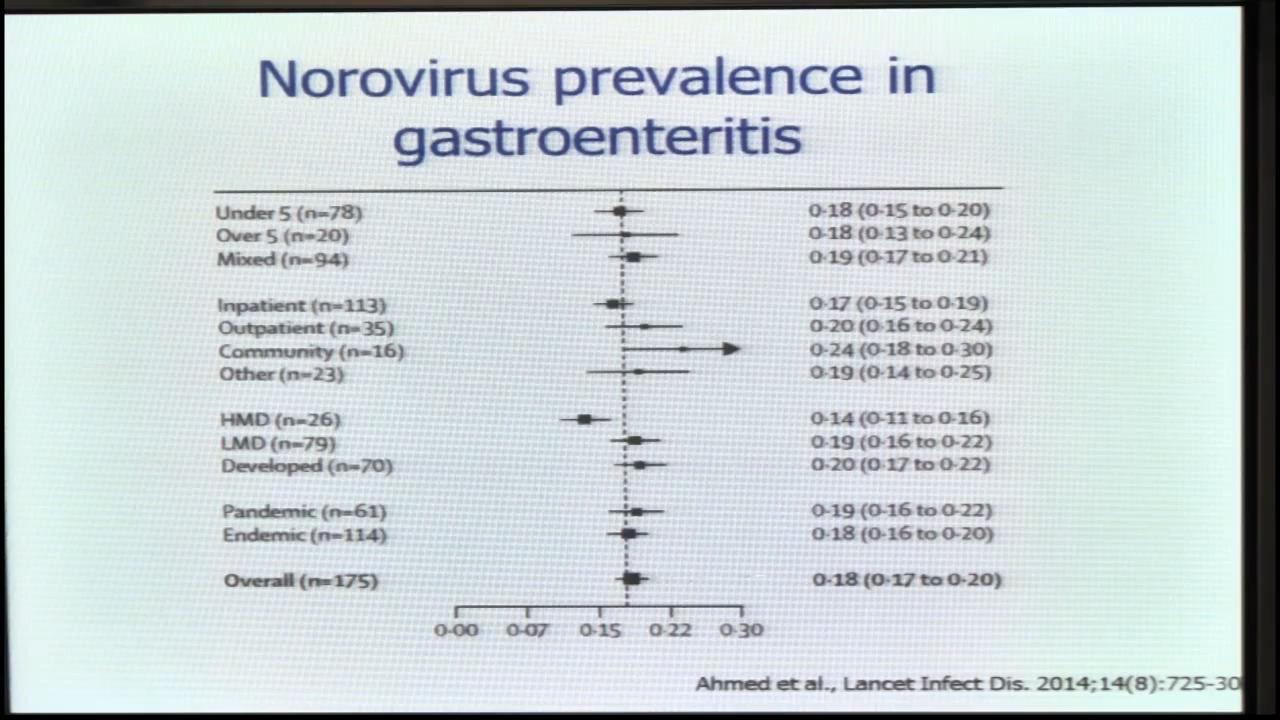 Norovirus prevalence in
gastroenteritis
Under 5 (n=78) 0·18 (0·15 to 0·20)
Over 5 (n=20) 0·18 (0·13 to 0·24)
Mixed (n=94) 0·19 (0·17 to 0·21)
Inpatient (n=113) 0·17 (0·15 to 0·19)
Outpatient (n=35) 0·20 (0·16 to 0·24)
Community (n=16) 0·24 (0·18 to 0·30)
Other (n=23) 0·19 (0·14 to 0·25)
HMD (n=26) 0·14 (0·11 to 0·16)
LMD (n=79) 0·19 (0·16 to 0·22)
Developed (n=70) 0·20 (0·17 to 0·22)
Pandemic (n=61) 0·19 (0·16 to 0·22)
Endemic (n=114) 0·18 (0·16 to 0·20)
Overall (n=175) 0·18 (0·17 to 0·20)
0·00 0·07 0·15 0·22 0·30
Ahmed et al., Lancet Infect Dis. 2014;14(8):725-30